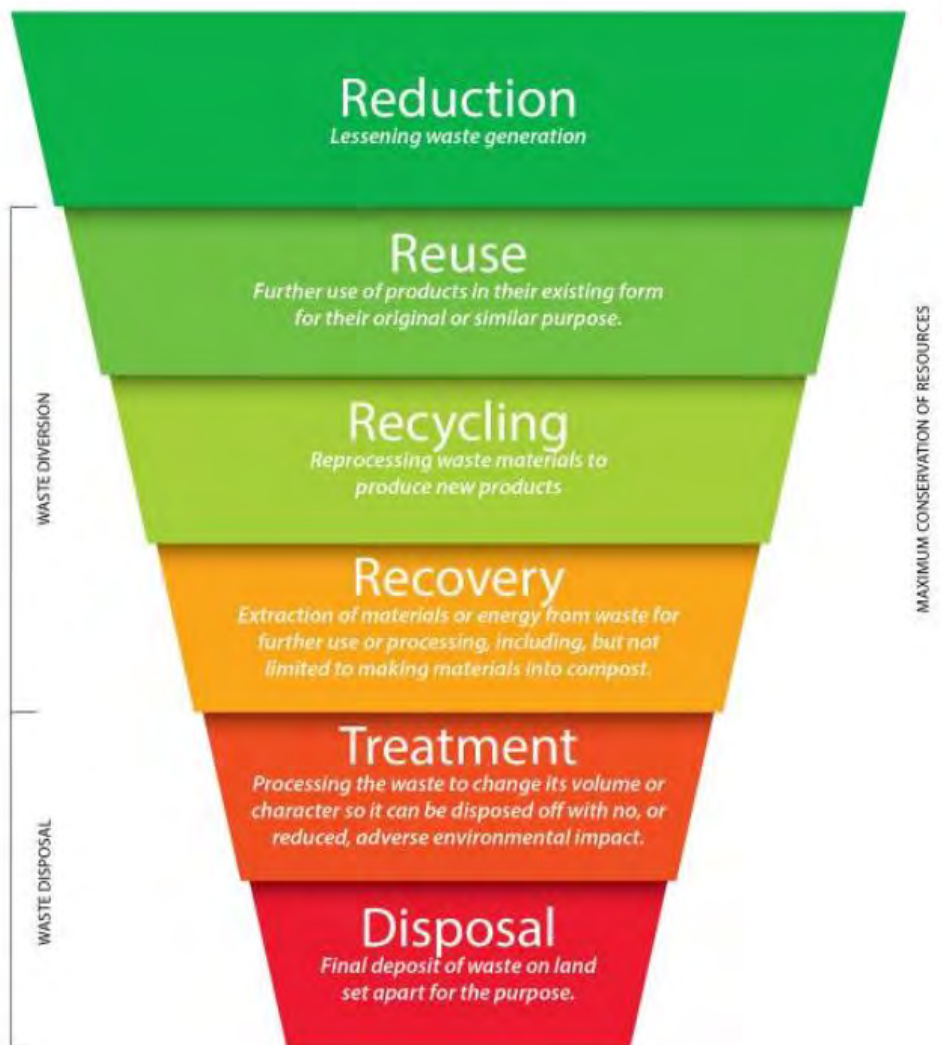 Reduction
Lessening waste generation
Reuse
Further use of products in their existing form
for their original or similar purpose.
Recycling
Reprocessing waste materials to
produce new products
Recovery
Extraction of materials or energy from waste for
further use or processing, including, but not
limited to making materials into compost.
Treatment
Processing the waste to change its volume or
character so it can be disposed off with no, or
reduced, adverse environmental impact.
Disposal
Final deposit of waste on land
set apart for the purpose.
WASTE DIVERSION
WASTE DISPOSAL
MAXIMUM CONSERVATION OF RESOURCES